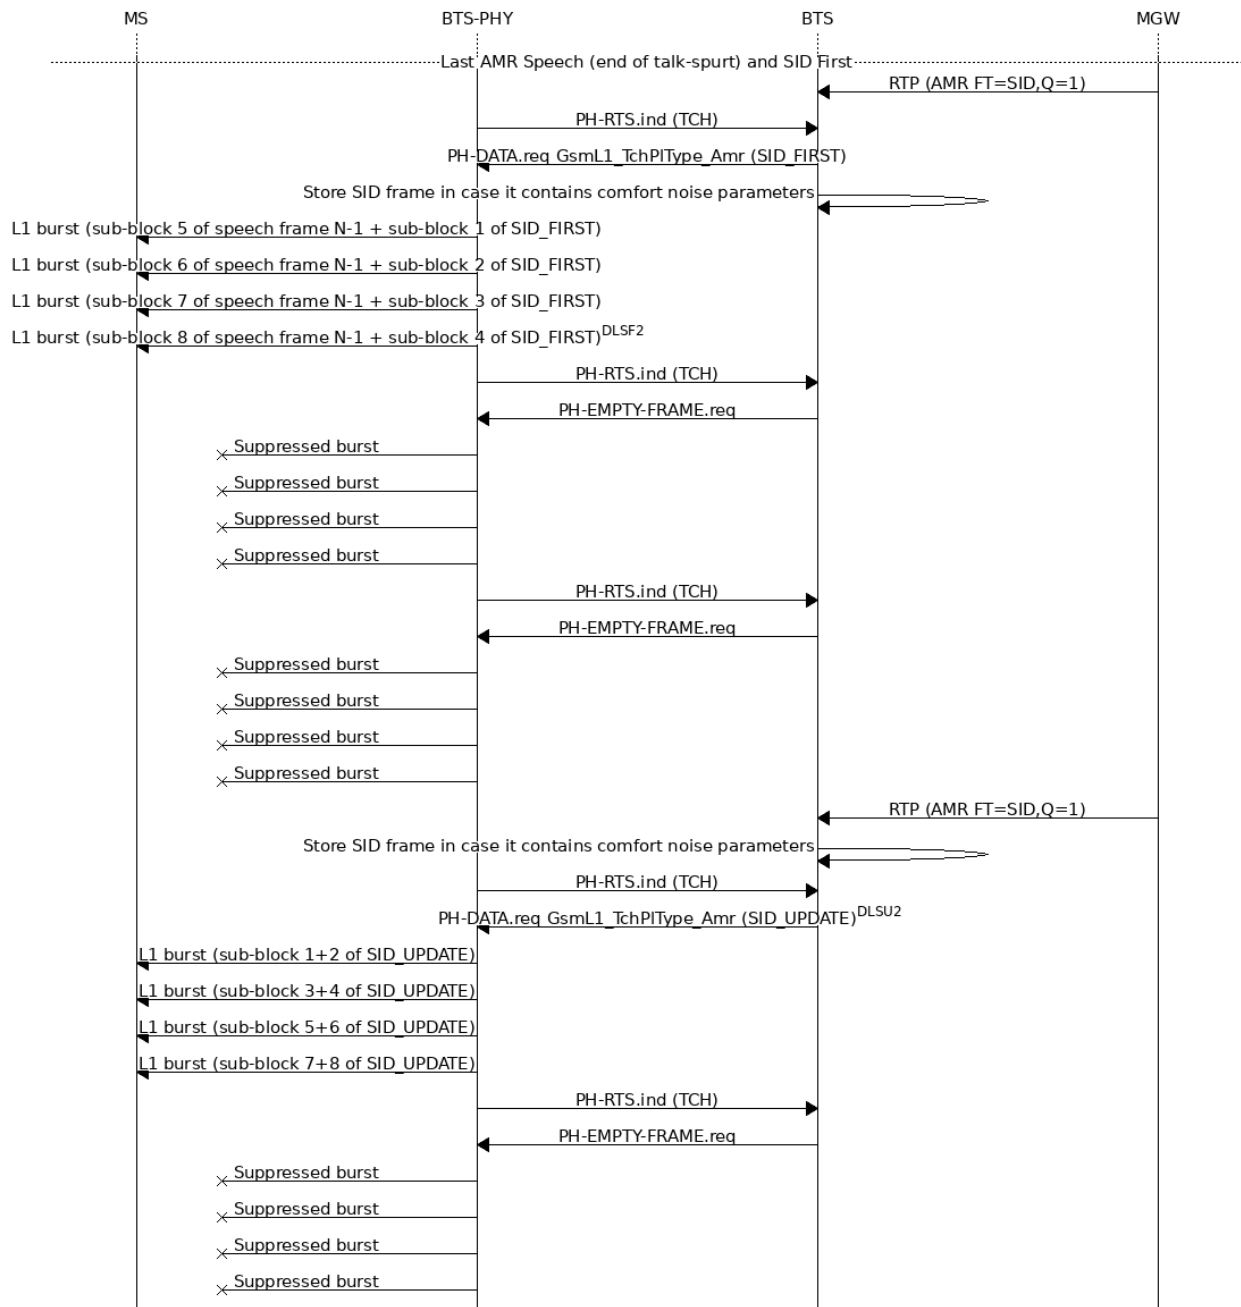 MS BTS-PHY BTS MGW
Last AMR Speech (end of talk-spurt) and SID First
RTP (AMR FT=SID,Q=1)
PH-RTS.ind (TCH)
PH-DATA.req GsmL1_TchPlType_Amr (SID_FIRST)
Store SID frame in case it contains comfort noise parameters
L1 burst (sub-block 5 of speech frame N-1 + sub-block 1 of SID_FIRST)
L1 burst (sub-block 6 of speech frame N-1 + sub-block 2 of SID_FIRST)
L1 burst (sub-block 7 of speech frame N-1 + sub-block 3 of SID_FIRST)
L1 burst (sub-block 8 of speech frame N-1 + sub-block 4 of SID_FIRST)DLSF2
PH-RTS.ind (TCH)
PH-EMPTY-FRAME.req
Suppressed burst
Suppressed burst
Suppressed burst
Suppressed burst
PH-RTS.ind (TCH)
PH-EMPTY-FRAME.req
Suppressed burst
Suppressed burst
Suppressed burst
Suppressed burst
RTP (AMR FT=SID,Q=1)
Store SID frame in case it contains comfort noise parameters
PH-RTS.ind (TCH)
PH-DATA.req GsmL1_TchPlType_Amr (SID_UPDATE)DLSU2
L1 burst (sub-block 1+2 of SID_UPDATE)
L1 burst (sub-block 3+4 of SID_UPDATE)
L1 burst (sub-block 5+6 of SID_UPDATE)
L1 burst (sub-block 7+8 of SID_UPDATE)
PH-RTS.ind (TCH)
PH-EMPTY-FRAME.req
Suppressed burst
Suppressed burst
Suppressed burst
Suppressed burst